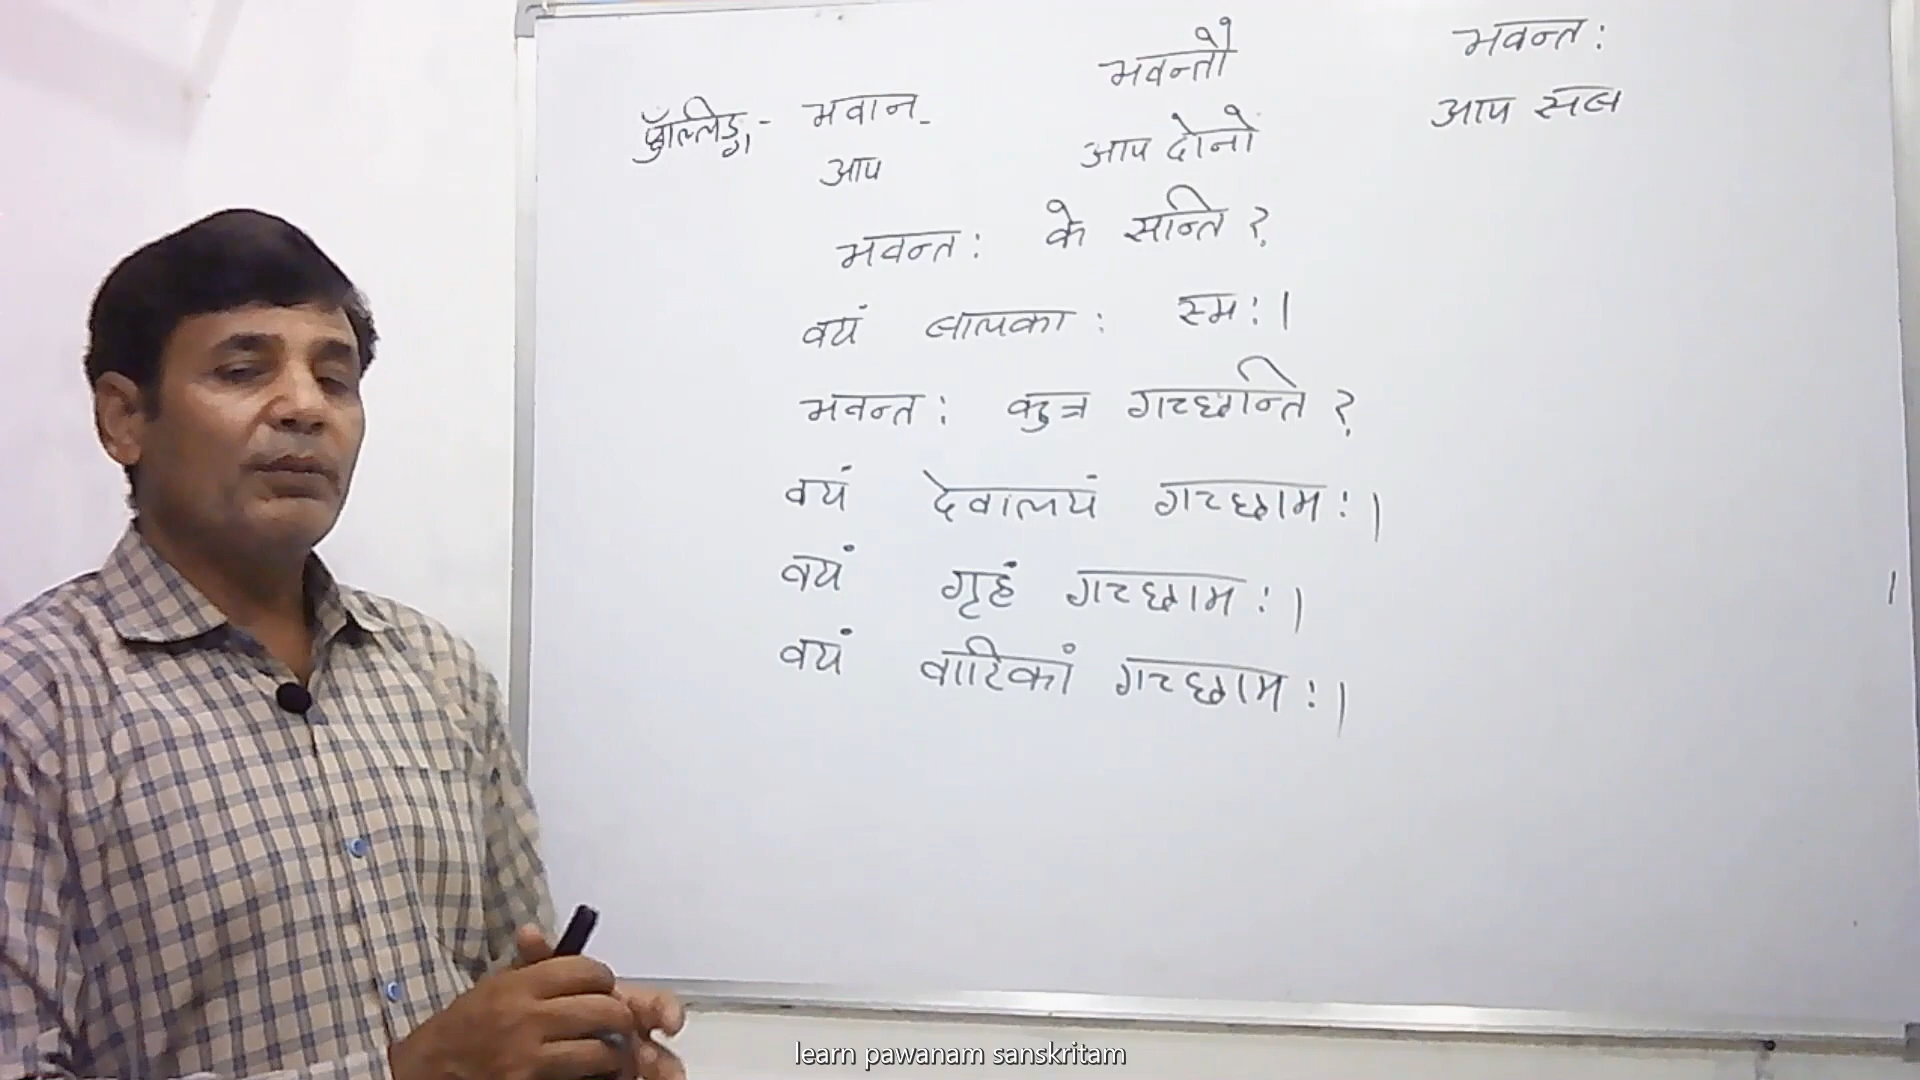 पुँल्लिङ्ग - भवान् भवन्तौ भवन्तः
आप आप दोनों आप सब
भवन्तः के सन्ति ?
वयं बालकाः स्मः।
भवन्तः कुत्र गच्छन्ति ?
वयं देवालयं गच्छामः।
वयं गृहं गच्छामः।
वयं वाटिकां गच्छामः।
learn pawanam sanskritam